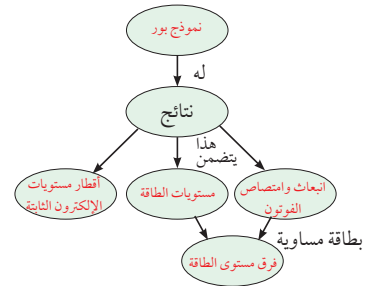 نموذج بور
له
نتائج
هذا
يتضمن
انبعاث وامتصاص
الفوتون
مستويات الطاقة
أقطار مستويات
الإلكترون الثابتة
بطاقة مساوية
فرق مستوى الطاقة